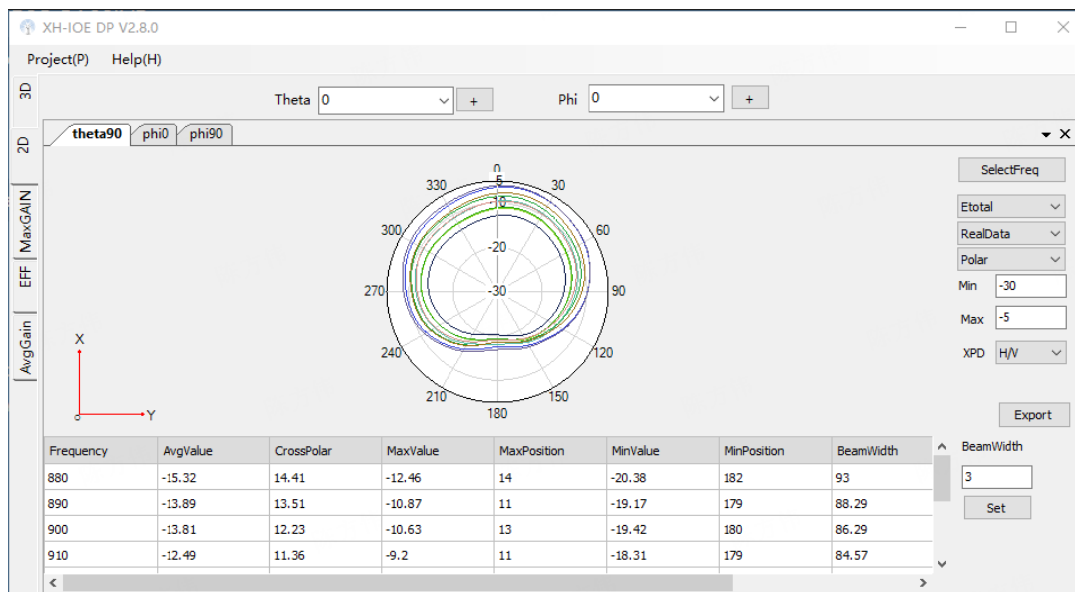 XH-IOE DP V2.8.0
Project(P) Help(H)
3D
2D
MaxGAIN
EFF
AvgGain
Theta 0 + Phi 0 +
theta90 phi0 phi90
0
-5
-10
-20
-30
30
60
90
120
150
180
210
240
270
300
330
X
Y
SelectFreq
Etotal
RealData
Polar
Min -30
Max -5
XPD H/V
Export
BeamWidth
3
Set
Frequency AvgValue CrossPolar MaxValue MaxPosition MinValue MinPosition BeamWidth
880 -15.32 14.41 -12.46 14 -20.38 182 93
890 -13.89 13.51 -10.87 11 -19.17 179 88.29
900 -13.81 12.23 -10.63 13 -19.42 180 86.29
910 -12.49 11.36 -9.2 11 -18.31 179 84.57